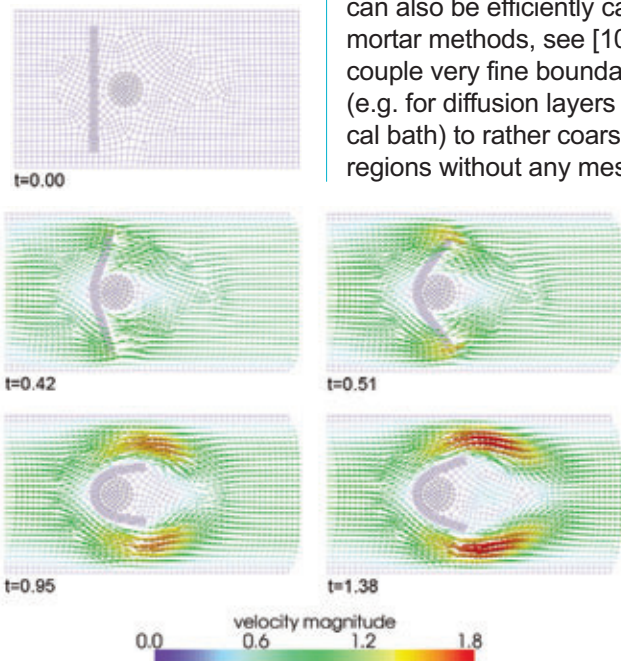 can also be efficiently ca
mortar methods, see [10
couple very fine bounda
(e.g. for diffusion layers
cal bath) to rather coars
regions without any mes
t=0.00
t=0.42
t=0.51
t=0.95
t=1.38
velocity magnitude
0.0 0.6 1.2 1.8